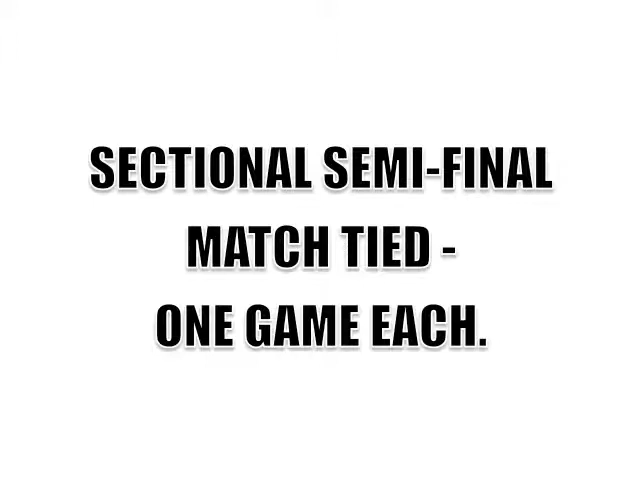 SECTIONAL SEMI-FINAL
MATCH TIED -
ONE GAME EACH.